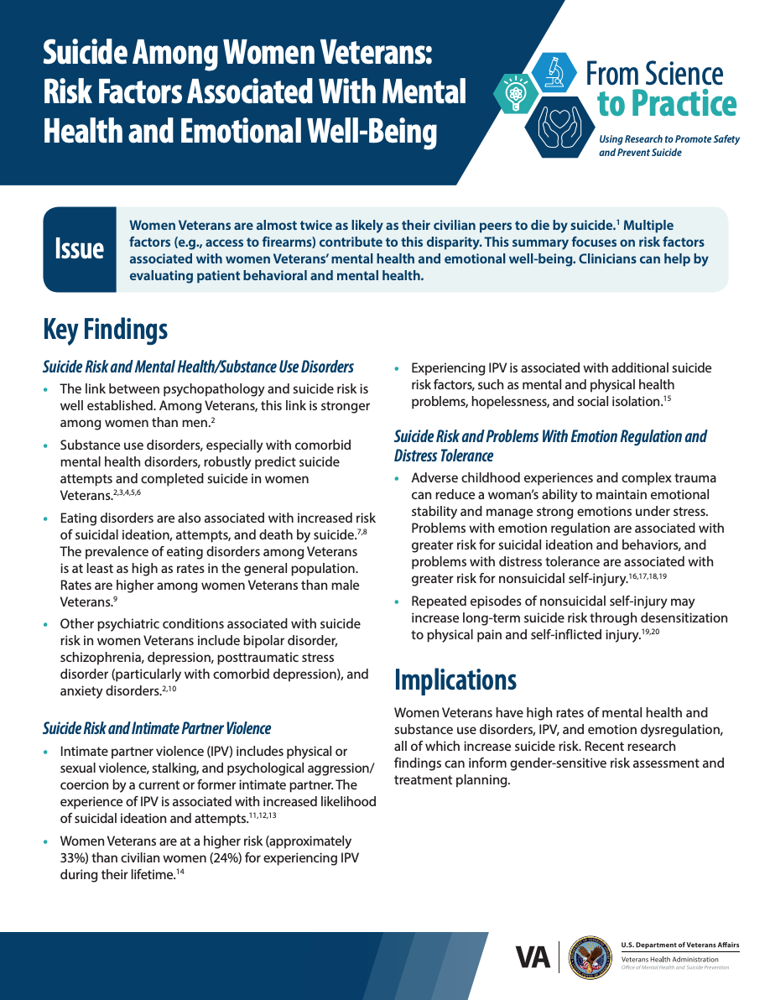 Suicide Among Women Veterans:
Risk Factors Associated With Mental
Health and Emotional Well-Being
From Science
to Practice
Using Research to Promote Safety
and Prevent Suicide
Issue
Women Veterans are almost twice as likely as their civilian peers to die by suicide.1 Multiple
factors (e.g., access to firearms) contribute to this disparity. This summary focuses on risk factors
associated with women Veterans’ mental health and emotional well-being. Clinicians can help by
evaluating patient behavioral and mental health.
Key Findings
Suicide Risk and Mental Health/Substance Use Disorders
• The link between psychopathology and suicide risk is
well established. Among Veterans, this link is stronger
among women than men.2
• Substance use disorders, especially with comorbid
mental health disorders, robustly predict suicide
attempts and completed suicide in women
Veterans.2,3,4,5,6
• Eating disorders are also associated with increased risk
of suicidal ideation, attempts, and death by suicide.7,8
The prevalence of eating disorders among Veterans
is at least as high as rates in the general population.
Rates are higher among women Veterans than male
Veterans.9
• Other psychiatric conditions associated with suicide
risk in women Veterans include bipolar disorder,
schizophrenia, depression, posttraumatic stress
disorder (particularly with comorbid depression), and
anxiety disorders.2,10
Suicide Risk and Intimate Partner Violence
• Intimate partner violence (IPV) includes physical or
sexual violence, stalking, and psychological aggression/
coercion by a current or former intimate partner. The
experience of IPV is associated with increased likelihood
of suicidal ideation and attempts.11,12,13
• Women Veterans are at a higher risk (approximately
33%) than civilian women (24%) for experiencing IPV
during their lifetime.14
• Experiencing IPV is associated with additional suicide
risk factors, such as mental and physical health
problems, hopelessness, and social isolation.15
Suicide Risk and Problems With Emotion Regulation and
Distress Tolerance
• Adverse childhood experiences and complex trauma
can reduce a woman’s ability to maintain emotional
stability and manage strong emotions under stress.
Problems with emotion regulation are associated with
greater risk for suicidal ideation and behaviors, and
problems with distress tolerance are associated with
greater risk for nonsuicidal self-injury.16,17,18,19
• Repeated episodes of nonsuicidal self-injury may
increase long-term suicide risk through desensitization
to physical pain and self-inflicted injury.19,20
Implications
Women Veterans have high rates of mental health and
substance use disorders, IPV, and emotion dysregulation,
all of which increase suicide risk. Recent research
findings can inform gender-sensitive risk assessment and
treatment planning.
VA
U.S. Department of Veterans Affairs
Veterans Health Administration
Office of Mental Health and Suicide Prevention